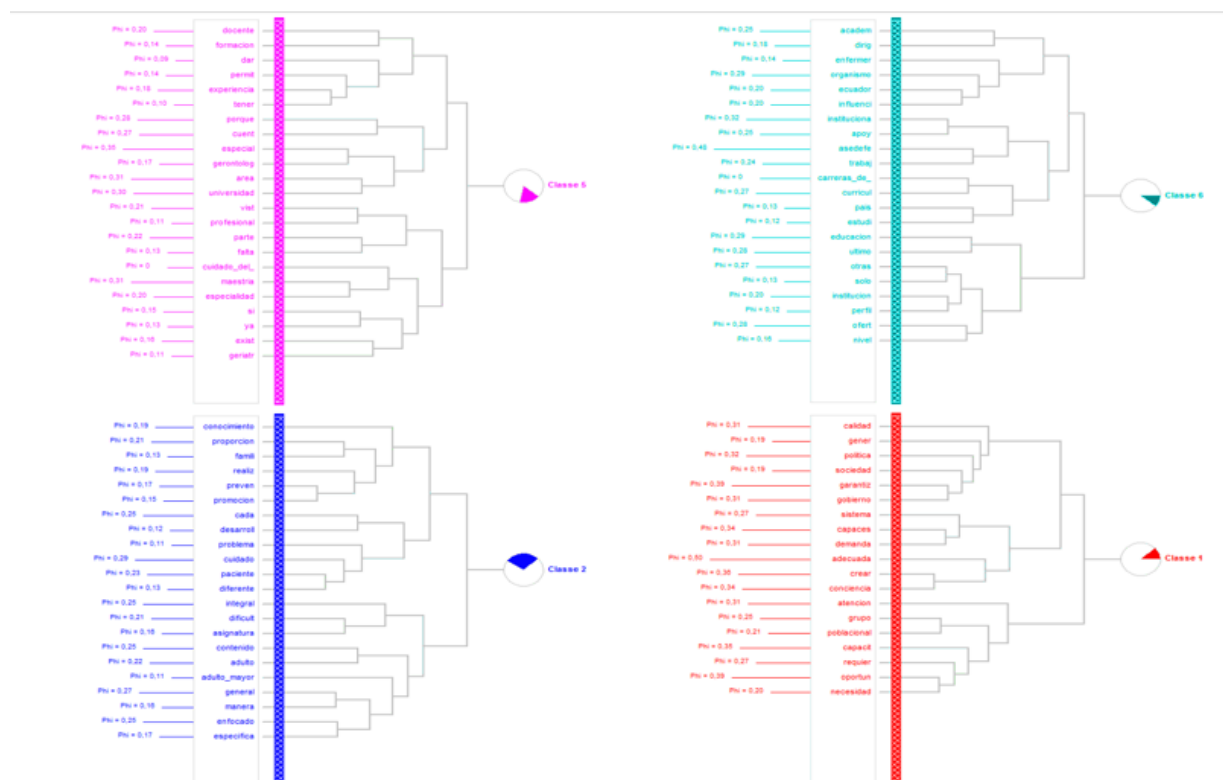 Phi = 0,20 docente
Phi = 0,14 formacion
Phi = 0,09 dar
Phi = 0,14 permit
Phi = 0,18 experiencia
Phi = 0,10 tener
Phi = 0,28 porque
Phi = 0,27 cuent
Phi = 0,35 especial
Phi = 0,17 gerontolog
Phi = 0,31 area
Phi = 0,30 universidad
Phi = 0,21 vist
Phi = 0,11 profesional
Phi = 0,22 parte
Phi = 0,13 falta
Phi = 0 cuidado_del_
Phi = 0,31 maestria
Phi = 0,20 especialidad
Phi = 0,15 si
Phi = 0,13 ya
Phi = 0,16 exist
Phi = 0,11 geriatr
Classe 5
Phi = 0,25 academ
Phi = 0,18 dirig
Phi = 0,14 enfermer
Phi = 0,29 organismo
Phi = 0,20 ecuador
Phi = 0,20 influenci
Phi = 0,32 instituciona
Phi = 0,25 apoy
Phi = 0,48 asedefe
Phi = 0,24 trabaj
Phi = 0 carreras_de_
Phi = 0,27 curricul
Phi = 0,13 pais
Phi = 0,12 estudi
Phi = 0,29 educacion
Phi = 0,28 ultimo
Phi = 0,27 otras
Phi = 0,13 solo
Phi = 0,20 institucion
Phi = 0,12 perfil
Phi = 0,28 ofert
Phi = 0,16 nivel
Classe 6
Phi = 0,19 conocimiento
Phi = 0,21 proporcion
Phi = 0,13 famili
Phi = 0,19 realiz
Phi = 0,17 preven
Phi = 0,15 promocion
Phi = 0,25 cada
Phi = 0,12 desarroll
Phi = 0,11 problema
Phi = 0,29 cuidado
Phi = 0,23 paciente
Phi = 0,13 diferente
Phi = 0,25 integral
Phi = 0,21 dificult
Phi = 0,16 asignatura
Phi = 0,25 contenido
Phi = 0,22 adulto
Phi = 0,11 adulto_mayor
Phi = 0,27 general
Phi = 0,16 manera
Phi = 0,25 enfocado
Phi = 0,17 especifica
Classe 2
Phi = 0,31 calidad
Phi = 0,19 gener
Phi = 0,32 politica
Phi = 0,19 sociedad
Phi = 0,39 garantiz
Phi = 0,31 gobierno
Phi = 0,27 sistema
Phi = 0,34 capaces
Phi = 0,31 demanda
Phi = 0,50 adecuada
Phi = 0,35 crear
Phi = 0,34 conciencia
Phi = 0,31 atencion
Phi = 0,25 grupo
Phi = 0,21 poblacional
Phi = 0,35 capacit
Phi = 0,27 requier
Phi = 0,39 oportun
Phi = 0,20 necesidad
Classe 1